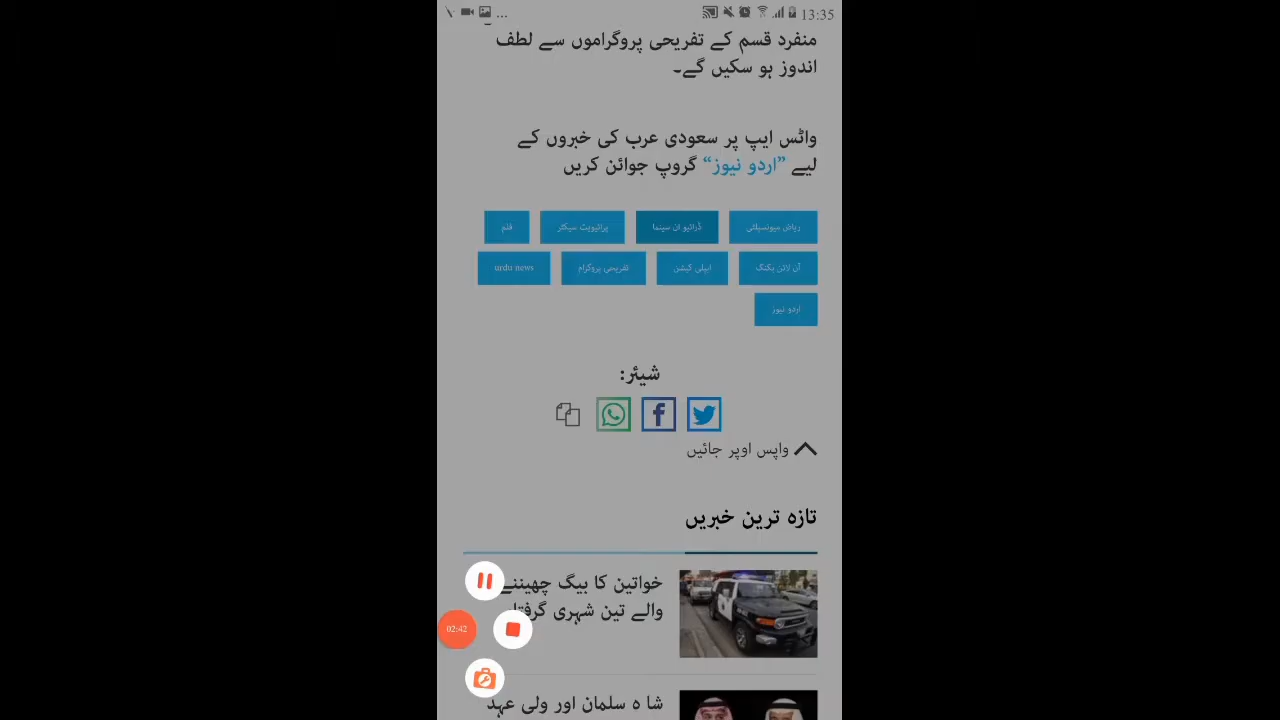 13:35
منفرد قسم کے تفریحی پروگراموں سے لطف
اندوز ہو سکیں گے۔
واٹس ایپ پر سعودی عرب کی خبروں کے
لیے ”اردو نیوز“ گروپ جوائن کریں
ریاض میونسپلٹی ڈرائیو ان سینما پرائیویٹ سیکٹر فلم
آن لائن بکنگ ایپلی کیشن تفریحی پروگرام urdu news
اردو نیوز
شیئر:
واپس اوپر جائیں
تازہ ترین خبریں
خواتین کا بیگ چھیننے
والے تین شہری گرفتار
02:42
شا ہ سلمان اور ولی عہد